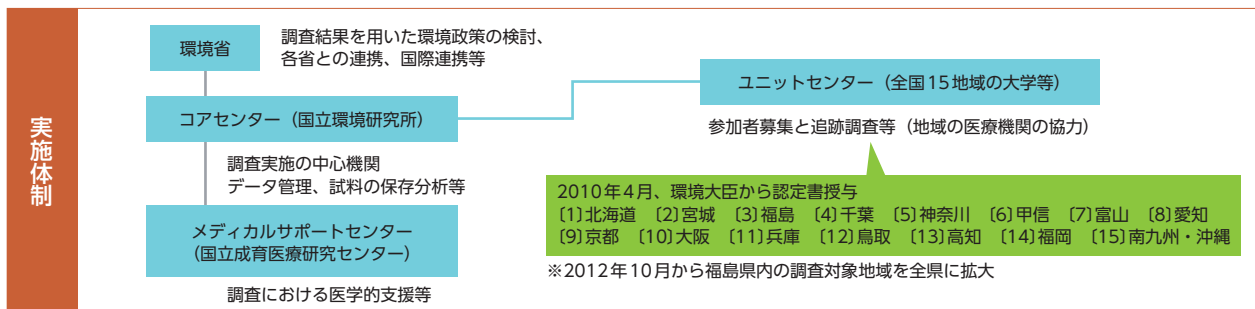 実施体制
環境省
調査結果を用いた環境政策の検討、
各省との連携、国際連携等
コアセンター（国立環境研究所）
調査実施の中心機関
データ管理、試料の保存分析等
メディカルサポートセンター
（国立成育医療研究センター）
調査における医学的支援等
ユニットセンター（全国15地域の大学等）
参加者募集と追跡調査等（地域の医療機関の協力）
2010年4月、環境大臣から認定書授与
〔1〕北海道 〔2〕宮城 〔3〕福島 〔4〕千葉 〔5〕神奈川 〔6〕甲信 〔7〕富山 〔8〕愛知
〔9〕京都 〔10〕大阪 〔11〕兵庫 〔12〕鳥取 〔13〕高知 〔14〕福岡 〔15〕南九州・沖縄
※2012年10月から福島県内の調査対象地域を全県に拡大